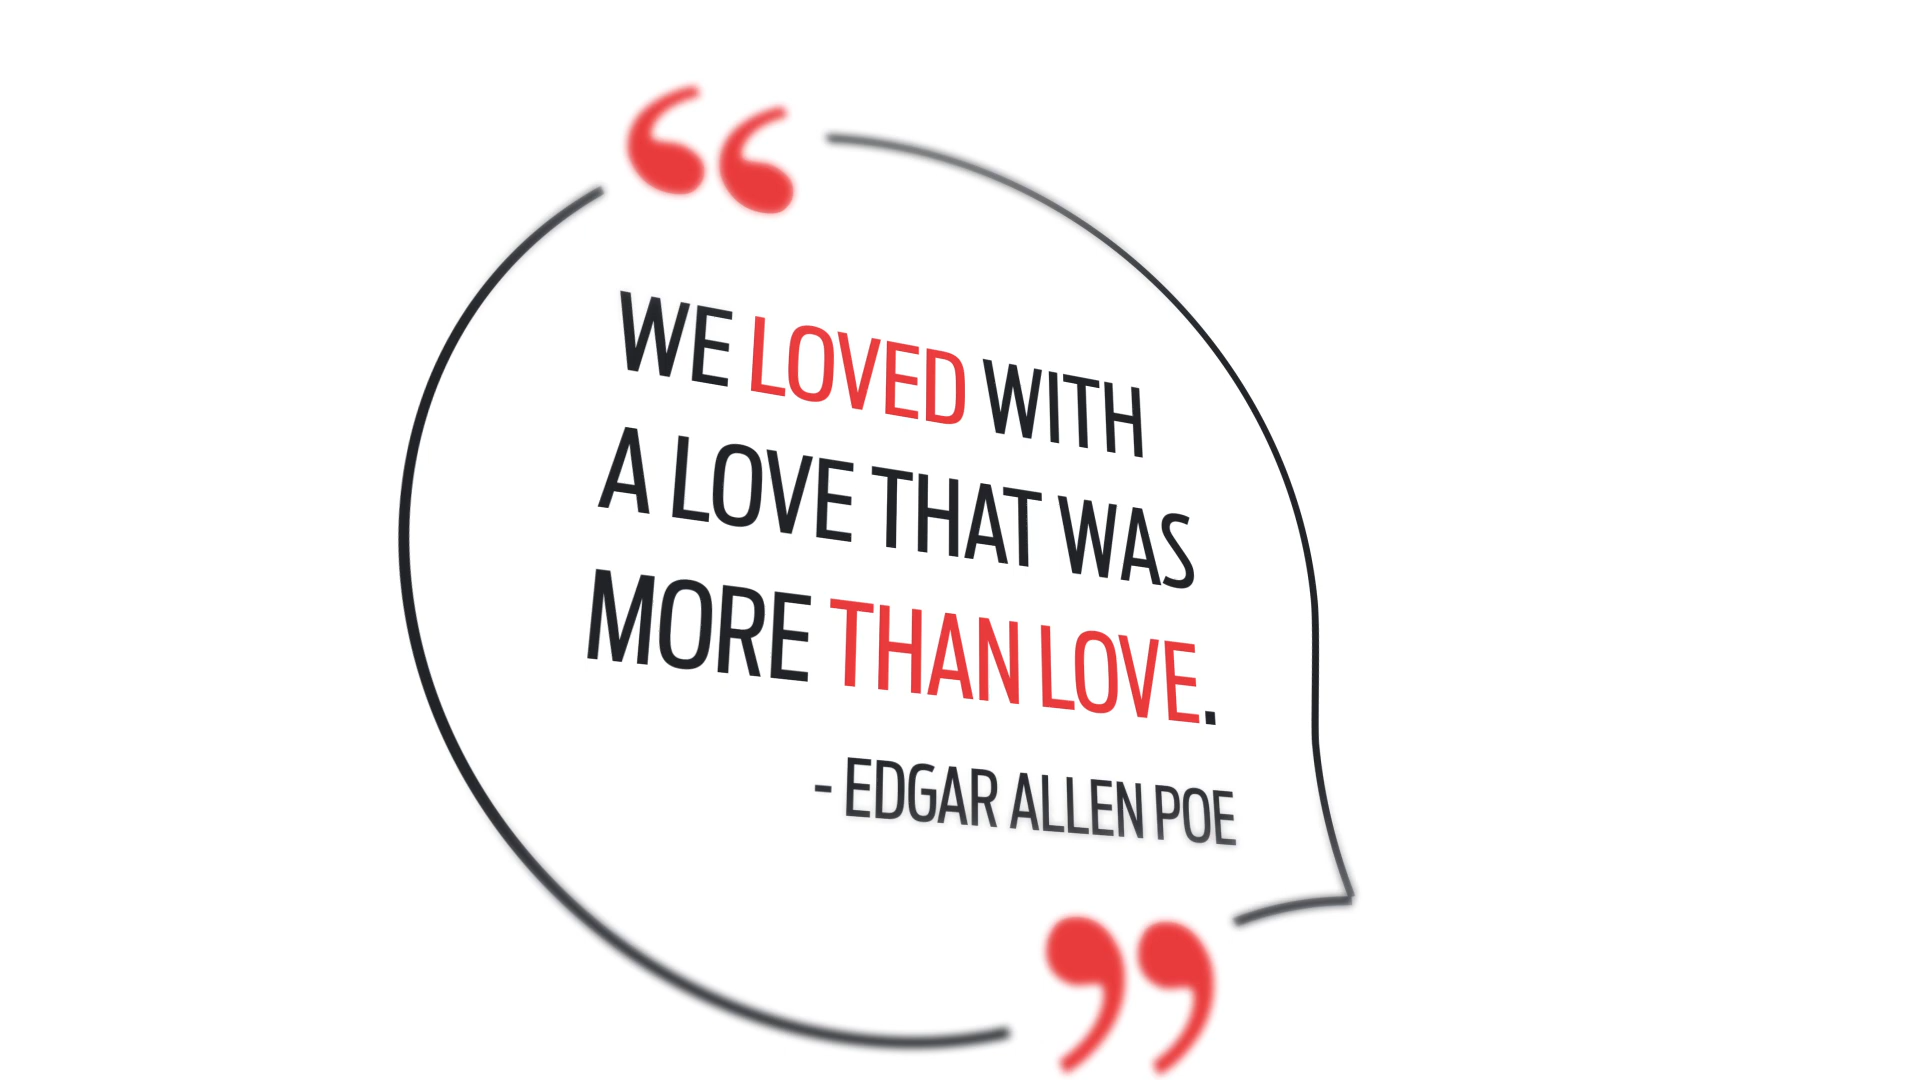 WE LOVED WITH
A LOVE THAT WAS
MORE THAN LOVE.
- EDGAR ALLEN POE